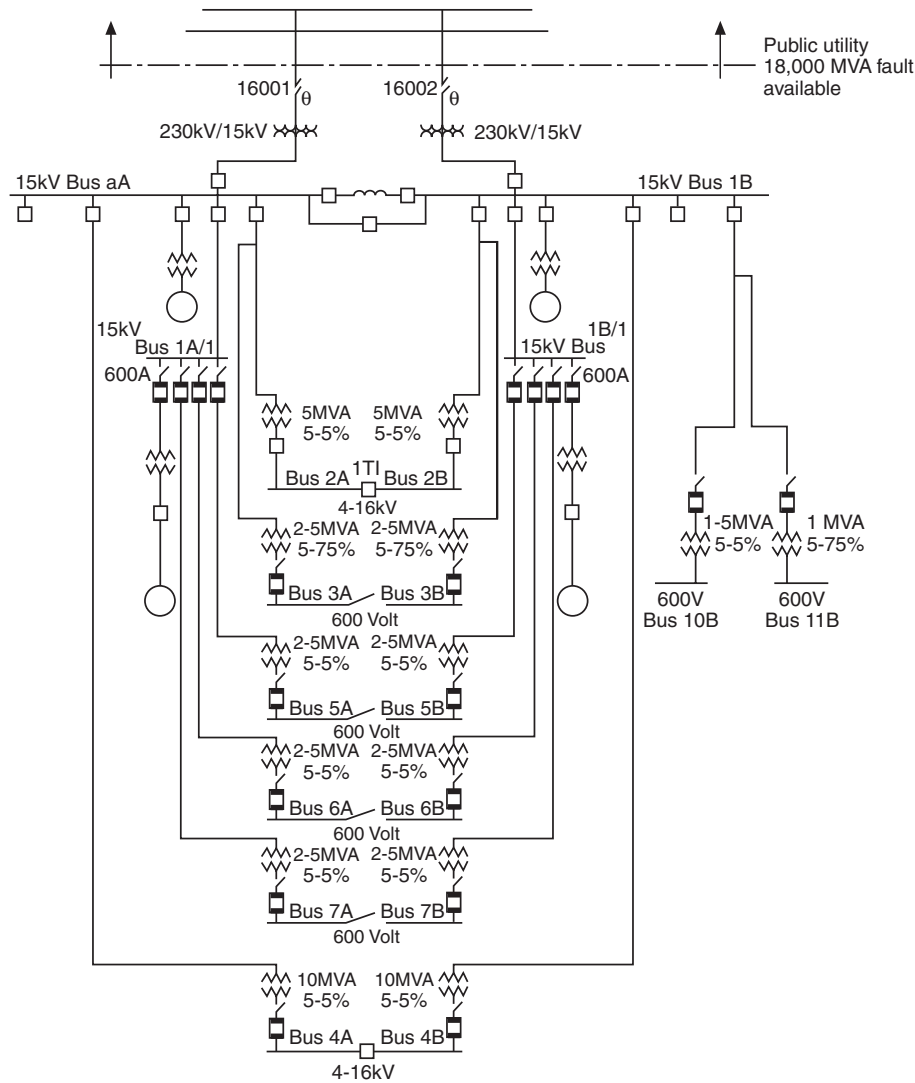 Public utility
18,000 MVA fault
available
16001
θ
16002
θ
230kV/15kV
230kV/15kV
15kV Bus aA
15kV Bus 1B
15kV
Bus 1A/1
600A
1B/1
15kV Bus
600A
5MVA
5-5%
5MVA
5-5%
Bus 2A
1TI
Bus 2B
4-16kV
2-5MVA
5-75%
2-5MVA
5-75%
Bus 3A
Bus 3B
600 Volt
1-5MVA
5-5%
1 MVA
5-75%
600V
Bus 10B
600V
Bus 11B
2-5MVA
5-5%
2-5MVA
5-5%
Bus 5A
Bus 5B
600 Volt
2-5MVA
5-5%
2-5MVA
5-5%
Bus 6A
Bus 6B
600 Volt
2-5MVA
5-5%
2-5MVA
5-5%
Bus 7A
Bus 7B
600 Volt
10MVA
5-5%
10MVA
5-5%
Bus 4A
Bus 4B
4-16kV